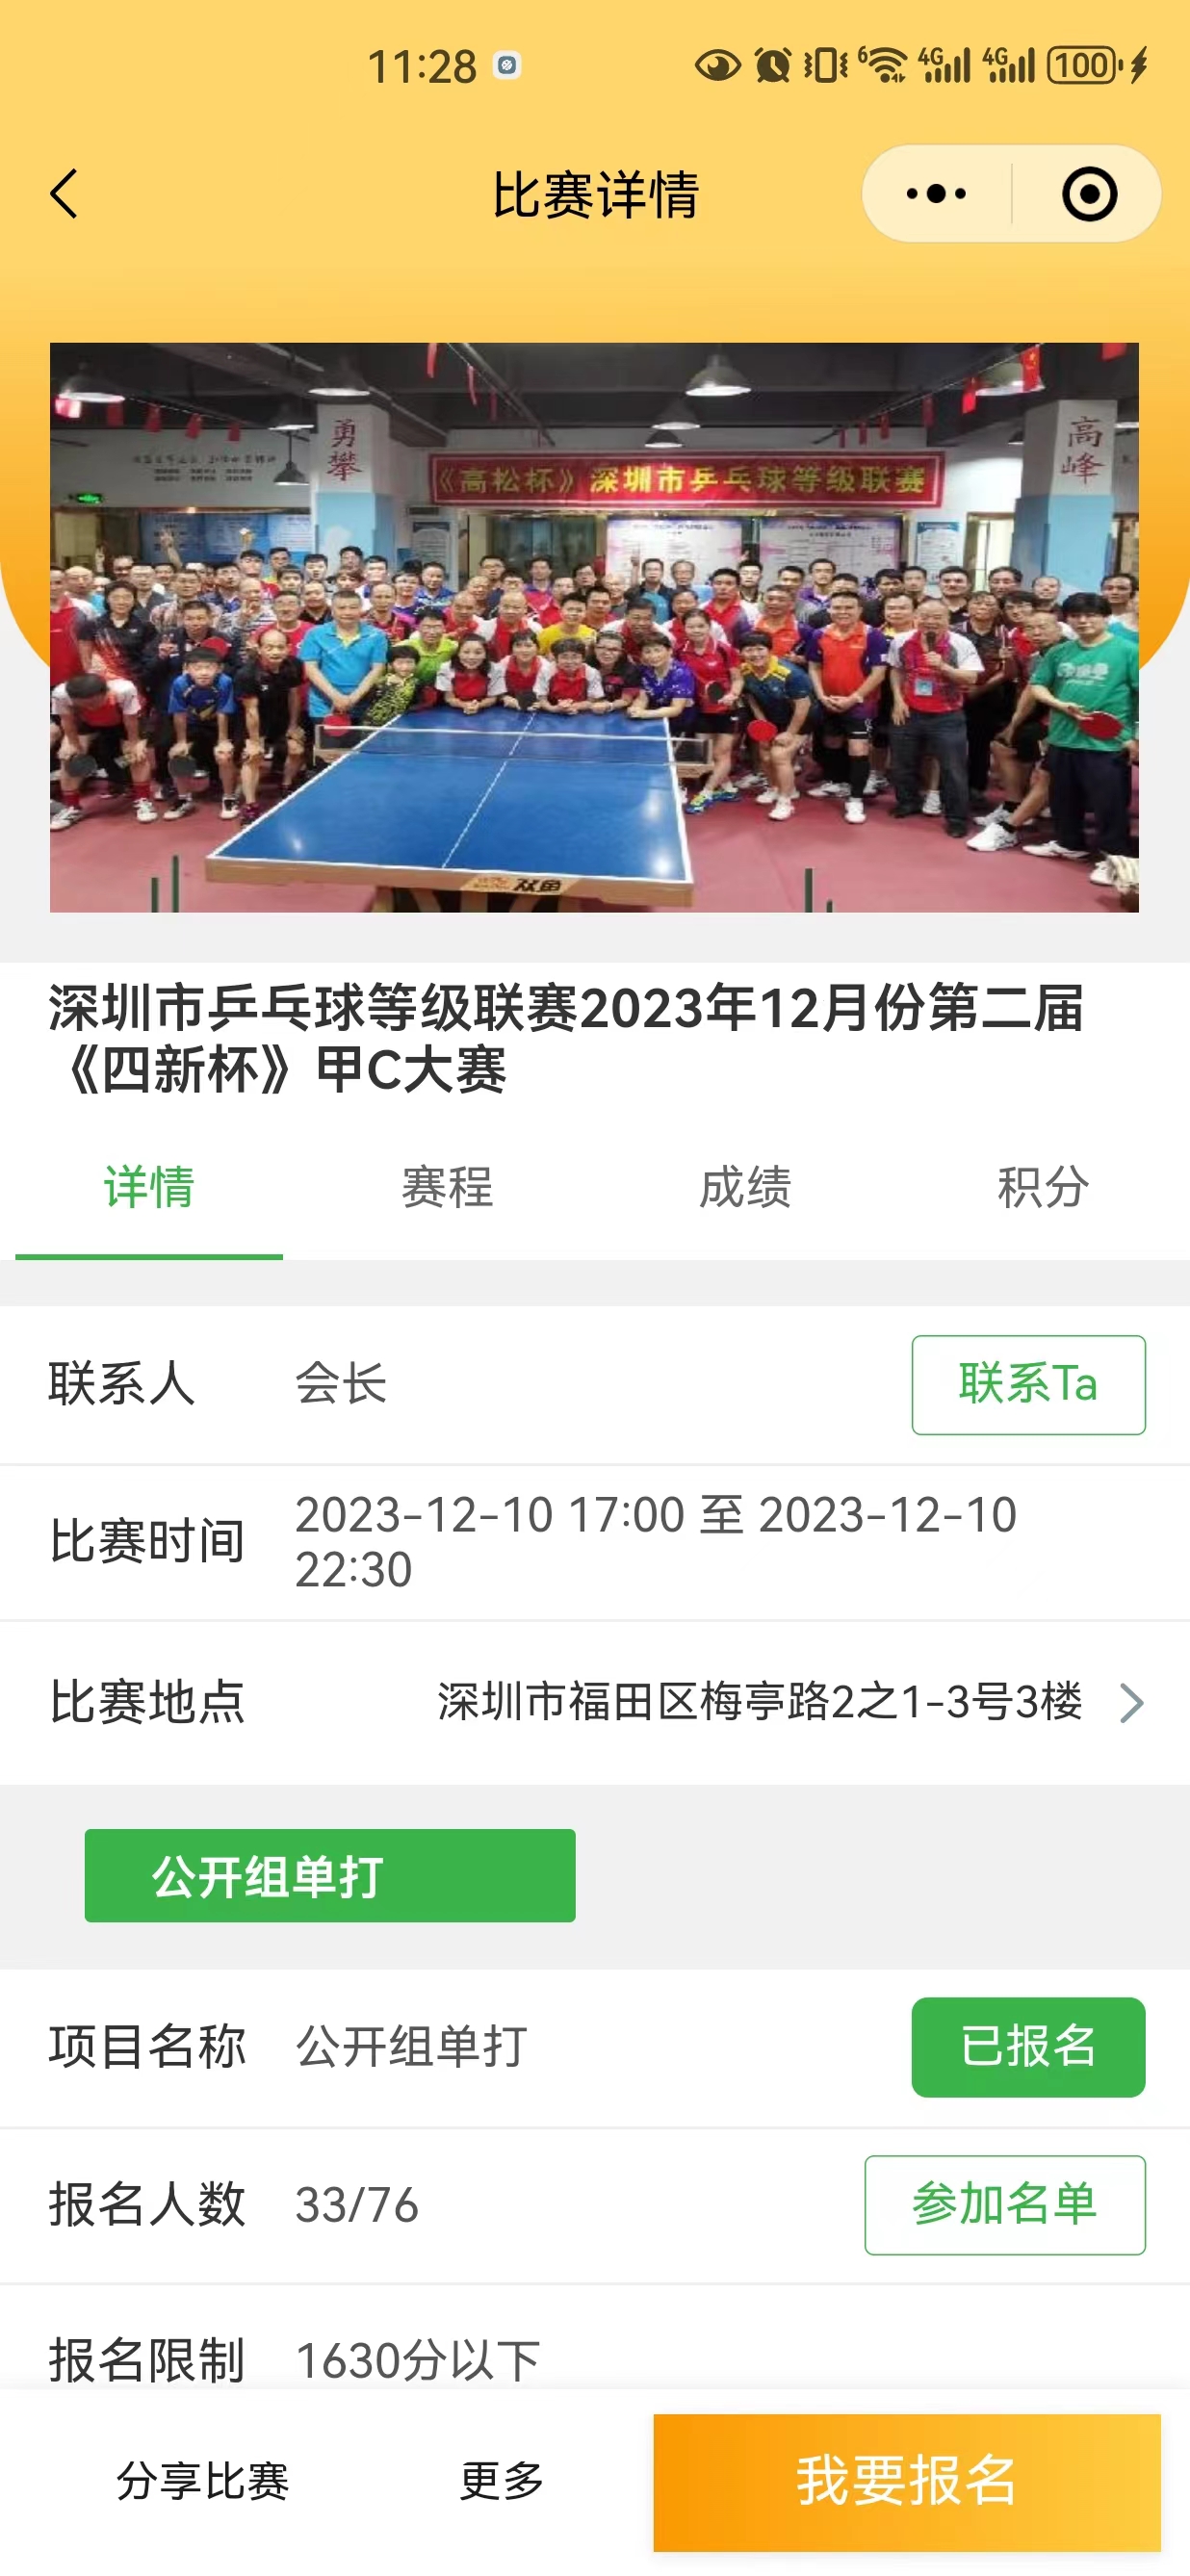 11:28
6 4G 4G 100
比赛详情
勇攀
高峰
《高松杯》深圳市乒乓球等级联赛
双鱼
深圳市乒乓球等级联赛2023年12月份第二届
《四新杯》甲C大赛
详情 赛程 成绩 积分
联系人 会长 联系Ta
比赛时间 2023-12-10 17:00 至 2023-12-10
22:30
比赛地点 深圳市福田区梅亭路2之1-3号3楼
公开组单打
项目名称 公开组单打 已报名
报名人数 33/76 参加名单
报名限制 1630分以下
分享比赛 更多 我要报名